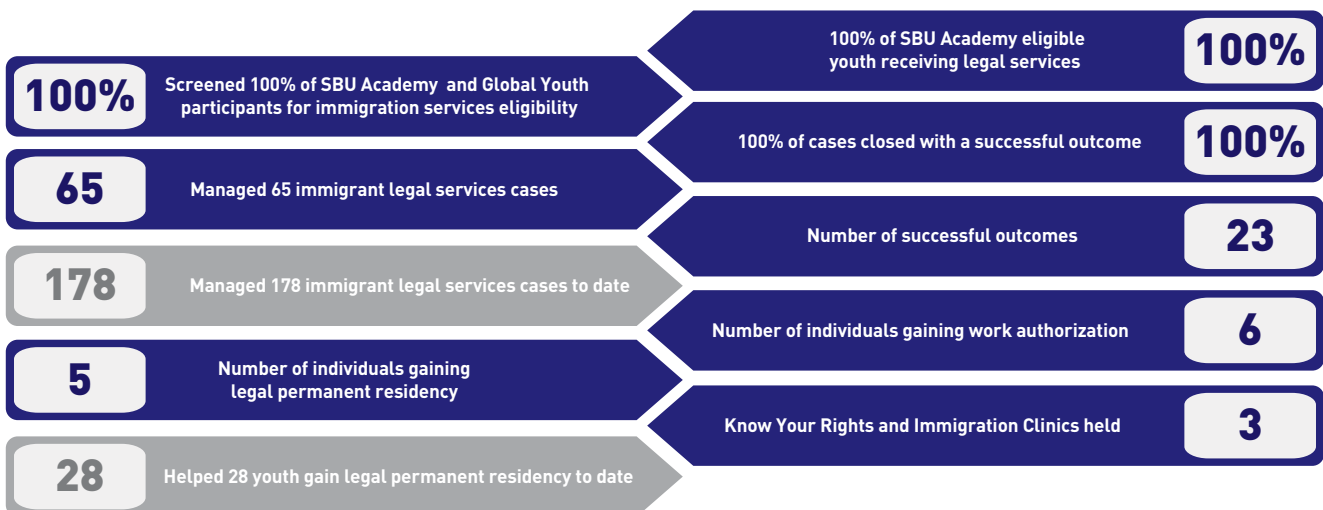 100%
Screened 100% of SBU Academy and Global Youth
participants for immigration services eligibility
65
Managed 65 immigrant legal services cases
178
Managed 178 immigrant legal services cases to date
5
Number of individuals gaining
legal permanent residency
28
Helped 28 youth gain legal permanent residency to date
100% of SBU Academy eligible
youth receiving legal services
100%
100% of cases closed with a successful outcome
100%
Number of successful outcomes
23
Number of individuals gaining work authorization
6
Know Your Rights and Immigration Clinics held
3